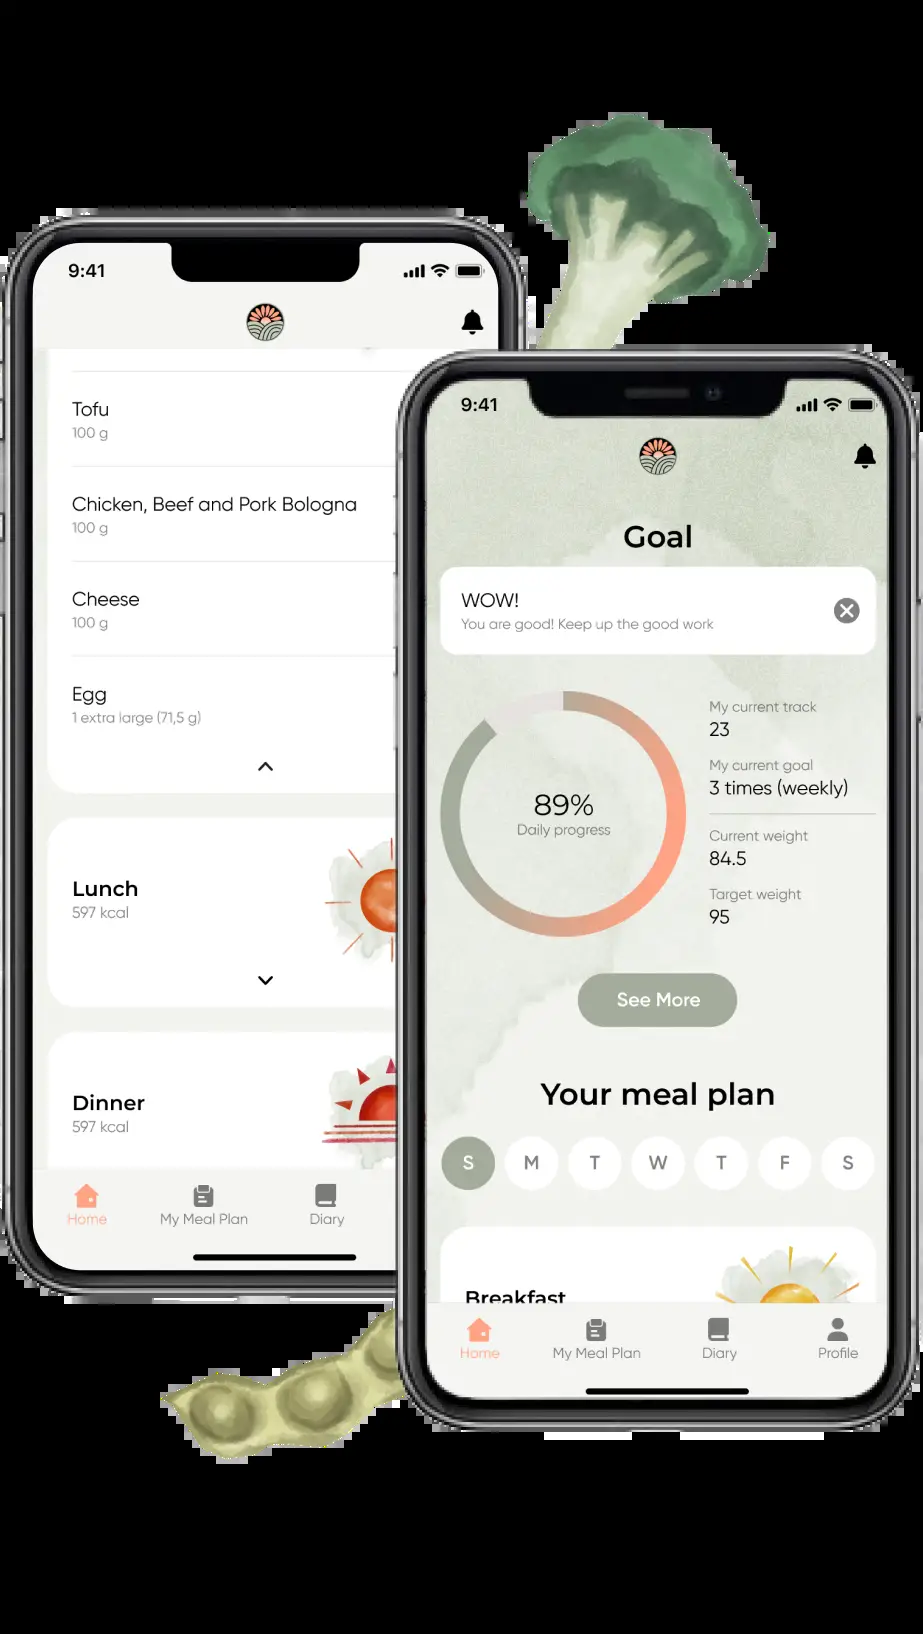 9:41
Tofu
100 g
Chicken, Beef and Pork Bologna
100 g
Cheese
100 g
Egg
1 extra large (71,5 g)
Lunch
597 kcal
Dinner
597 kcal
Home
My Meal Plan
Diary
9:41
Goal
WOW!
You are good! Keep up the good work
89%
Daily progress
My current track
23
My current goal
3 times (weekly)
Current weight
84.5
Target weight
95
See More
Your meal plan
S M T W T F S
Breakfast
Home
My Meal Plan
Diary
Profile